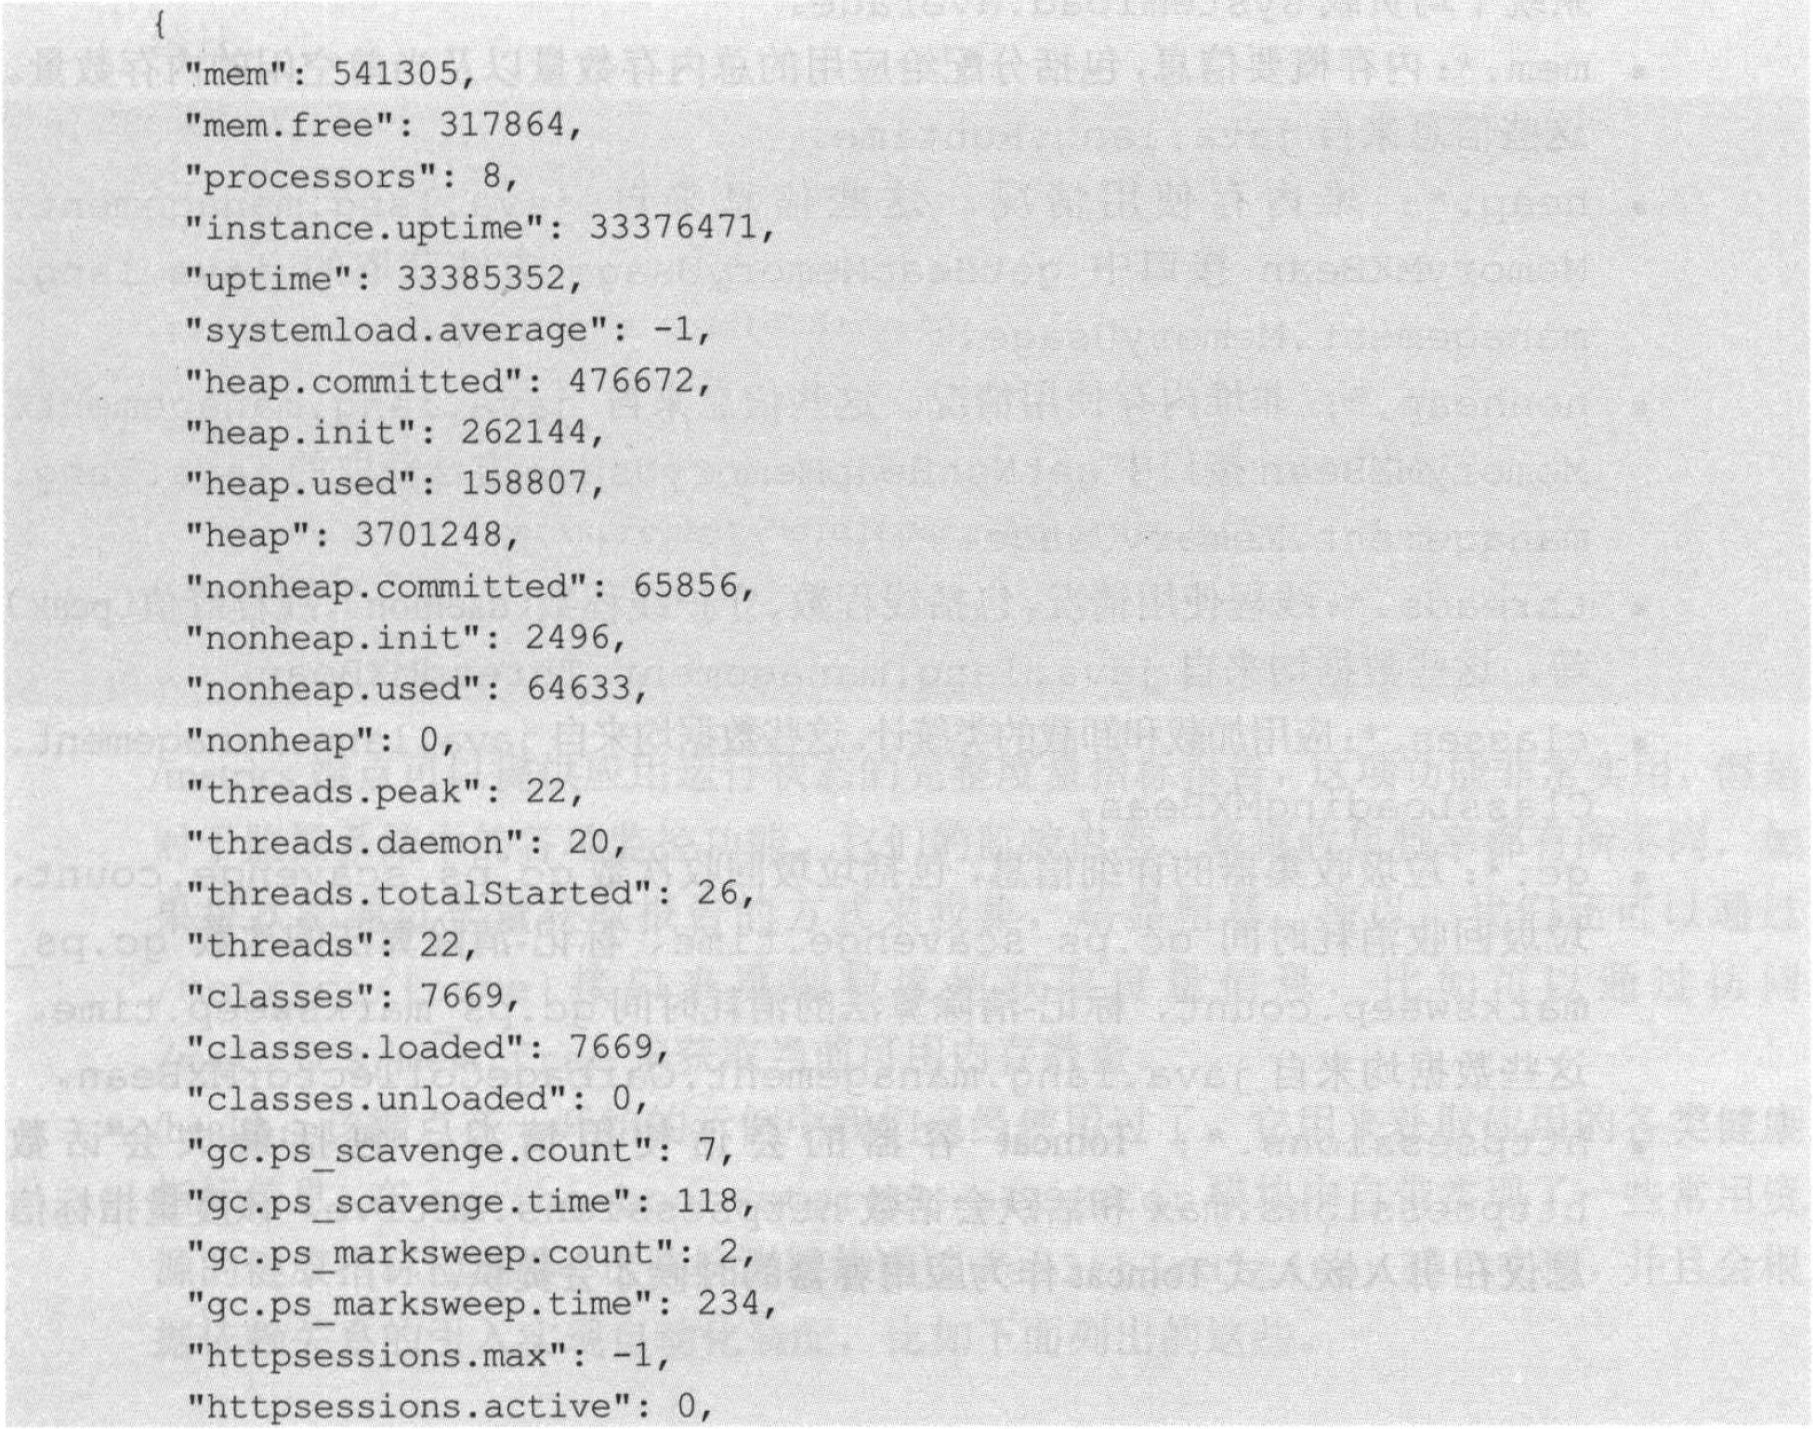 {
"mem": 541305,
"mem.free": 317864,
"processors": 8,
"instance.uptime": 33376471,
"uptime": 33385352,
"systemload.average": -1,
"heap.committed": 476672,
"heap.init": 262144,
"heap.used": 158807,
"heap": 3701248,
"nonheap.committed": 65856,
"nonheap.init": 2496,
"nonheap.used": 64633,
"nonheap": 0,
"threads.peak": 22,
"threads.daemon": 20,
"threads.totalStarted": 26,
"threads": 22,
"classes": 7669,
"classes.loaded": 7669,
"classes.unloaded": 0,
"gc.ps_scavenge.count": 7,
"gc.ps_scavenge.time": 118,
"gc.ps_marksweep.count": 2,
"gc.ps_marksweep.time": 234,
"httpsessions.max": -1,
"httpsessions.active": 0,